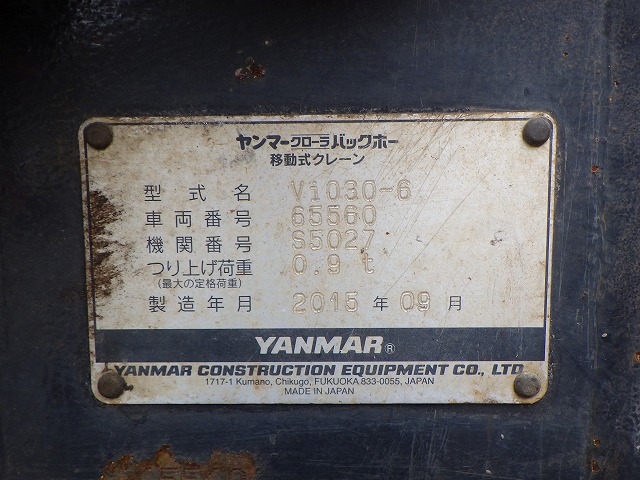 ヤンマークローラバックホー
移動式クレーン
型式名 Vi030-6
車両番号 65560
機関番号 S5027
つり上げ荷重 0.9 t
(最大の定格荷重)
製造年月 2015 年 09 月
YANMAR®
YANMAR CONSTRUCTION EQUIPMENT CO., LTD
1717-1 Kumano, Chikugo, FUKUOKA 833-0055, JAPAN
MADE IN JAPAN